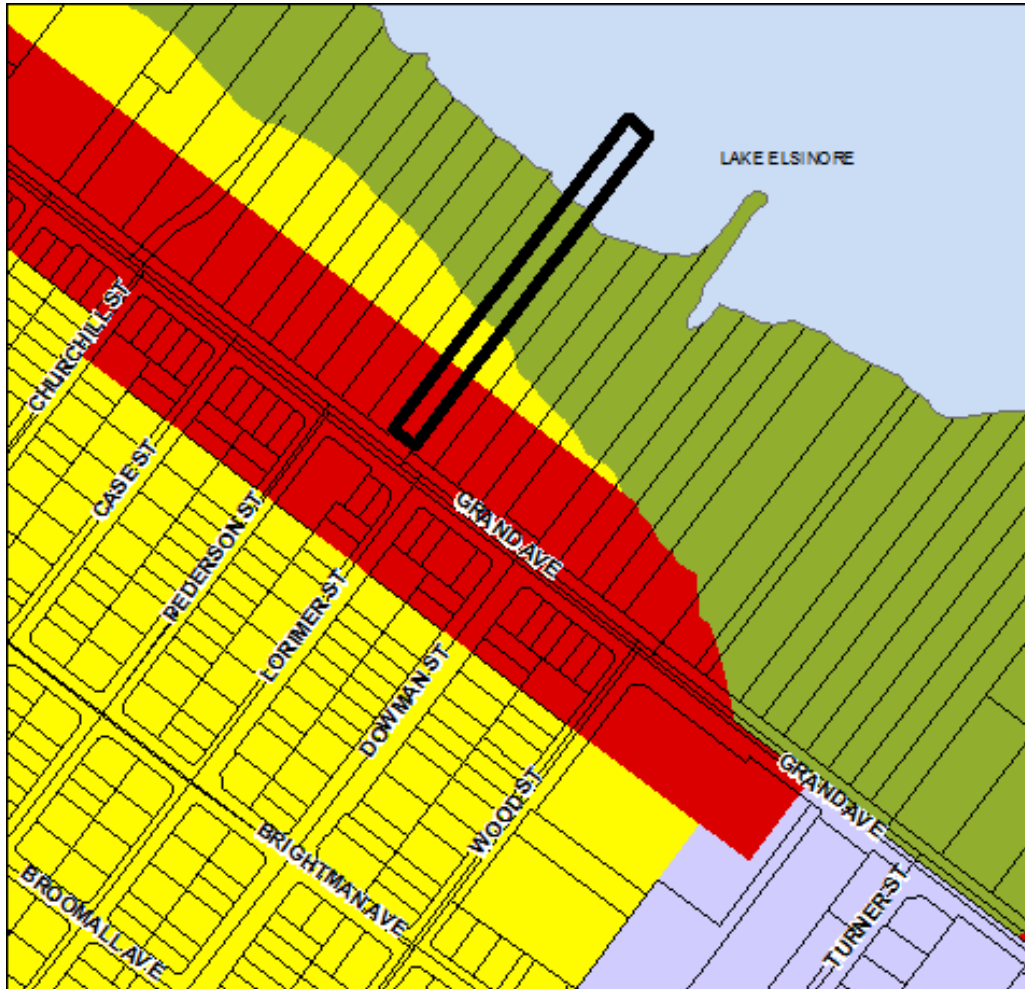 LAKE ELSINORE
CHURCHILL ST
CASE ST
PEDERSON ST
LORIMER ST
GRAND AVE
DOWMAN ST
WOOD ST
GRAND AVE
BRIGHTMAN AVE
BROOMALL AVE
TURNER ST